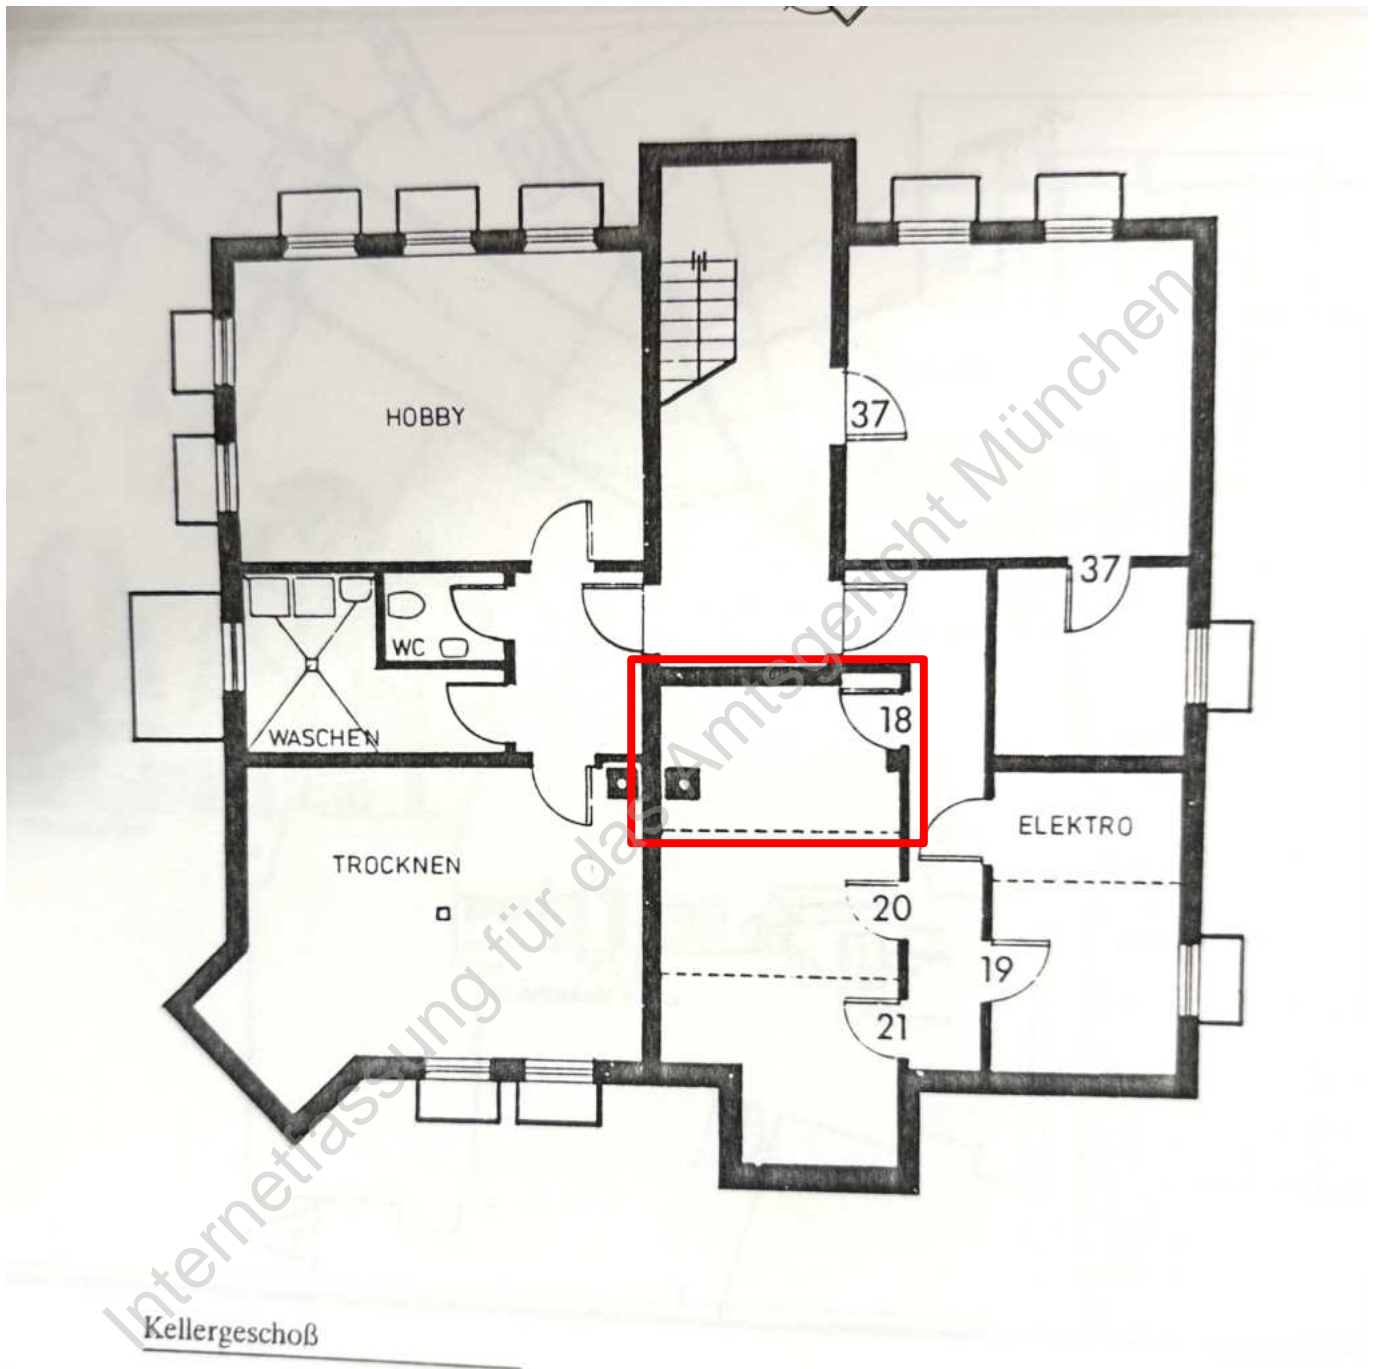 37
HOBBY
37
WC
WASCHEN
18
ELEKTRO
TROCKNEN
20
19
21
Internetfassung für das Amtsgericht München
Kellergeschoß